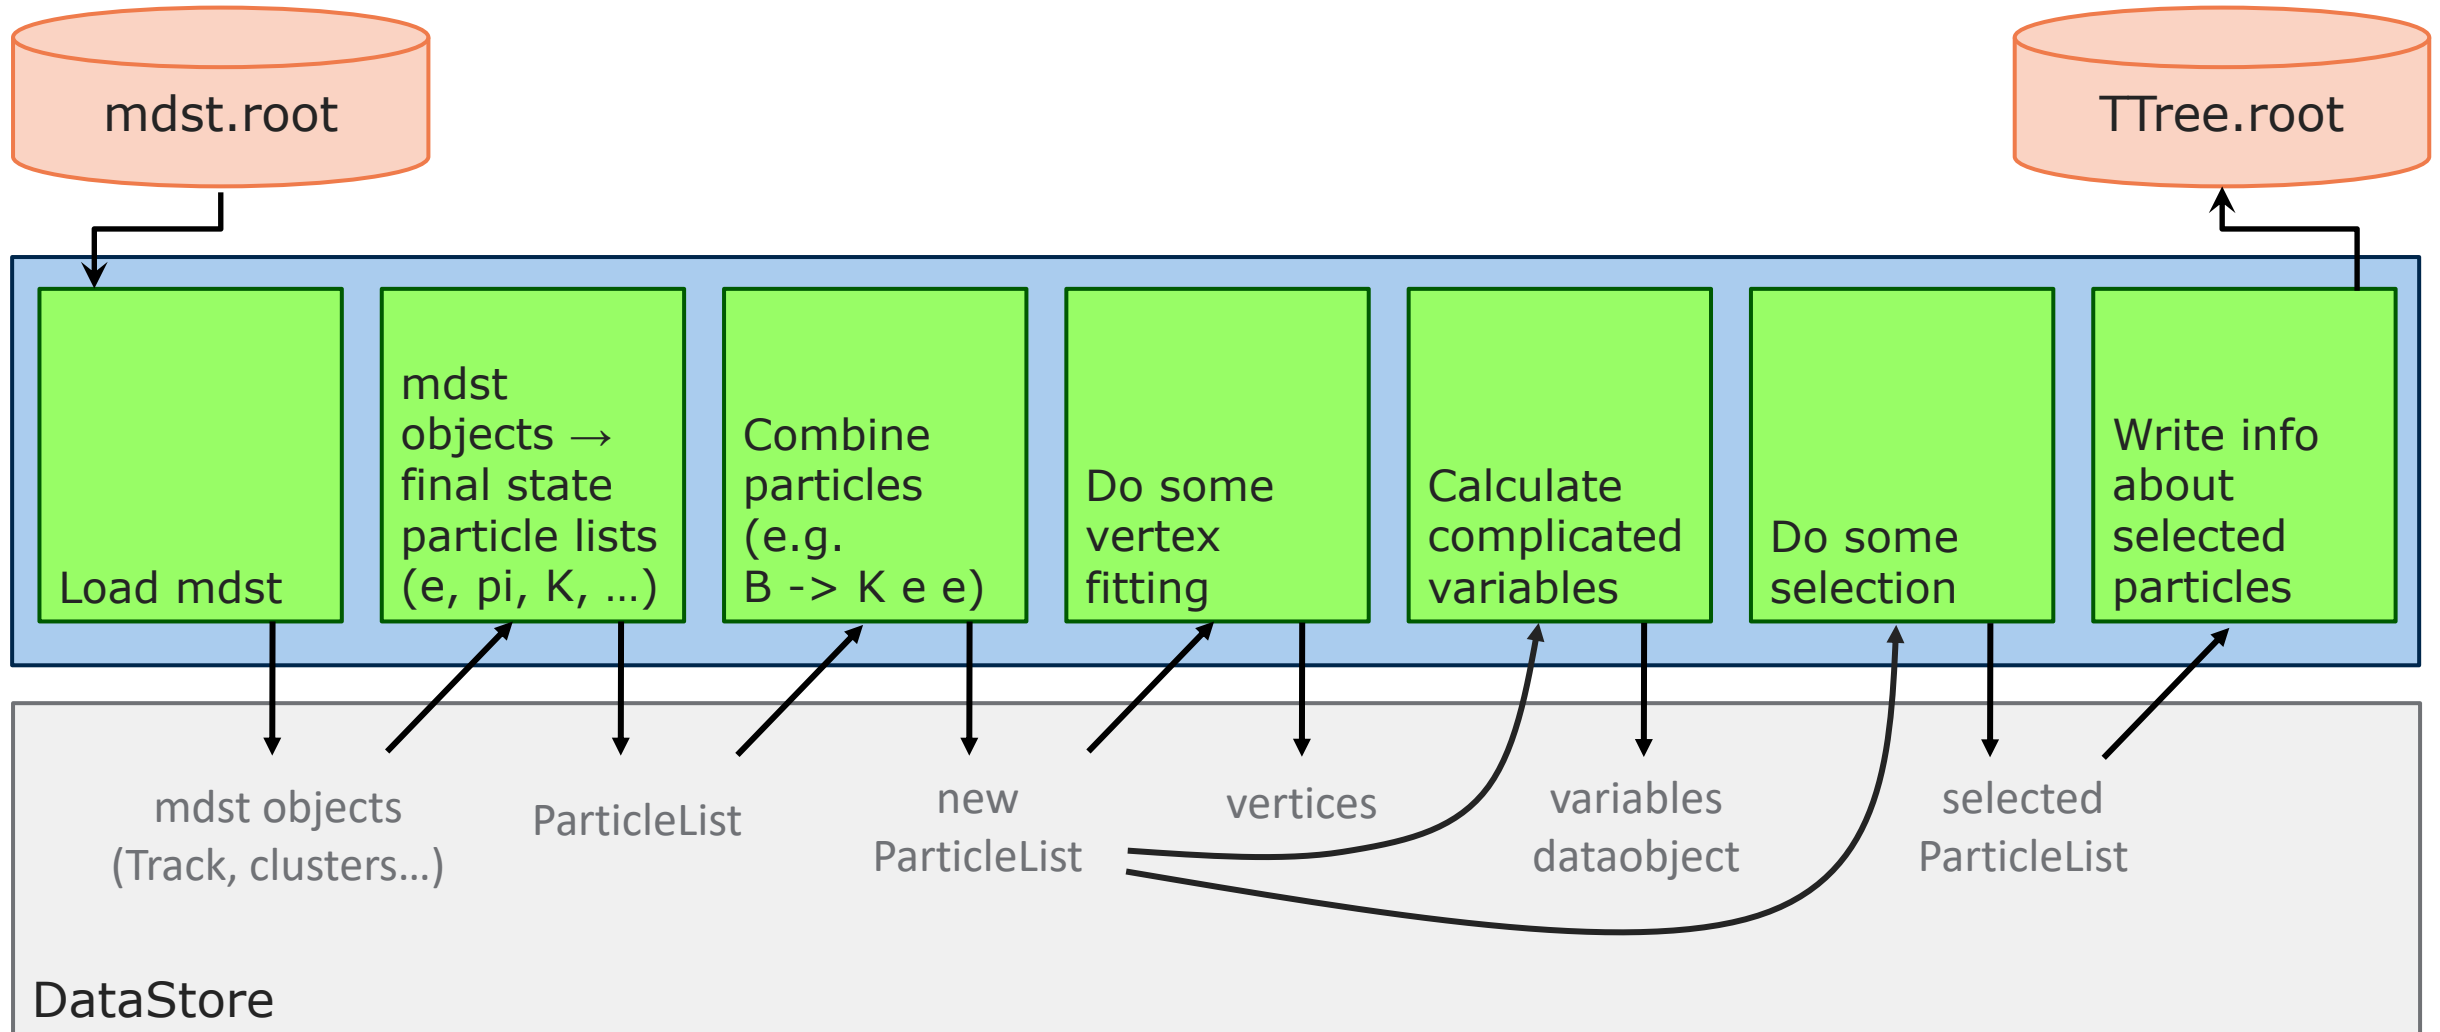 mdst.root
TTree.root
Load mdst
mdst
objects →
final state
particle lists
(e, pi, K, …)
Combine
particles
(e.g.
B -> K e e)
Do some
vertex
fitting
Calculate
complicated
variables
Do some
selection
Write info
about
selected
particles
mdst objects
(Track, clusters…)
ParticleList
new
ParticleList
vertices
variables
dataobject
selected
ParticleList
DataStore